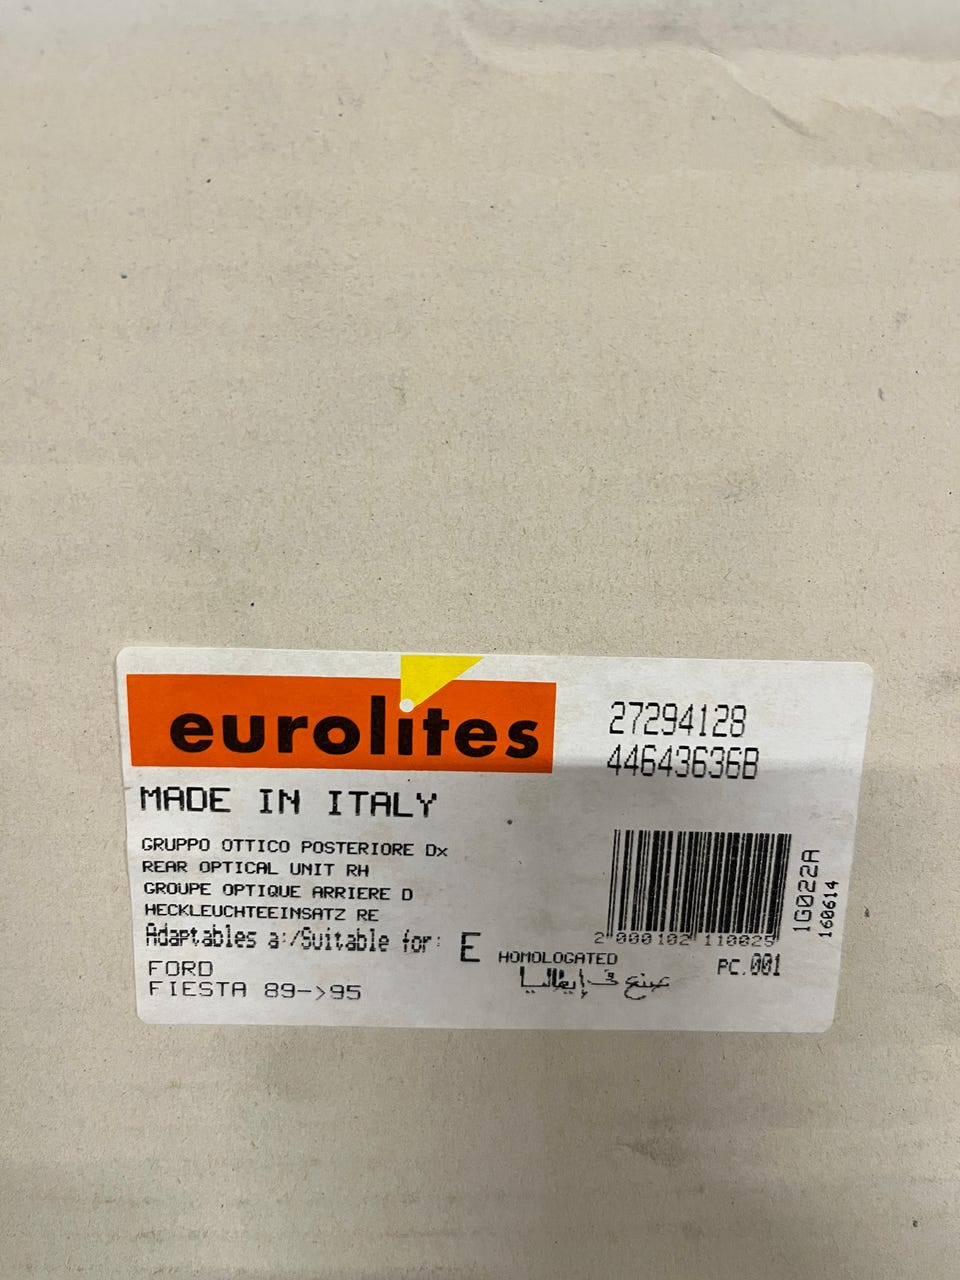 eurolites
27294128
44643636B
MADE IN ITALY
GRUPPO OTTICO POSTERIORE Dx
REAR OPTICAL UNIT RH
GROUPE OPTIQUE ARRIERE D
HECKLEUCHTEEINSATZ RE
Adaptables a:/Suitable for:
FORD
FIESTA 89->95
E HOMOLOGATED
صنع في إيطاليا
2 000102 110025
PC.001
1G022A
160614